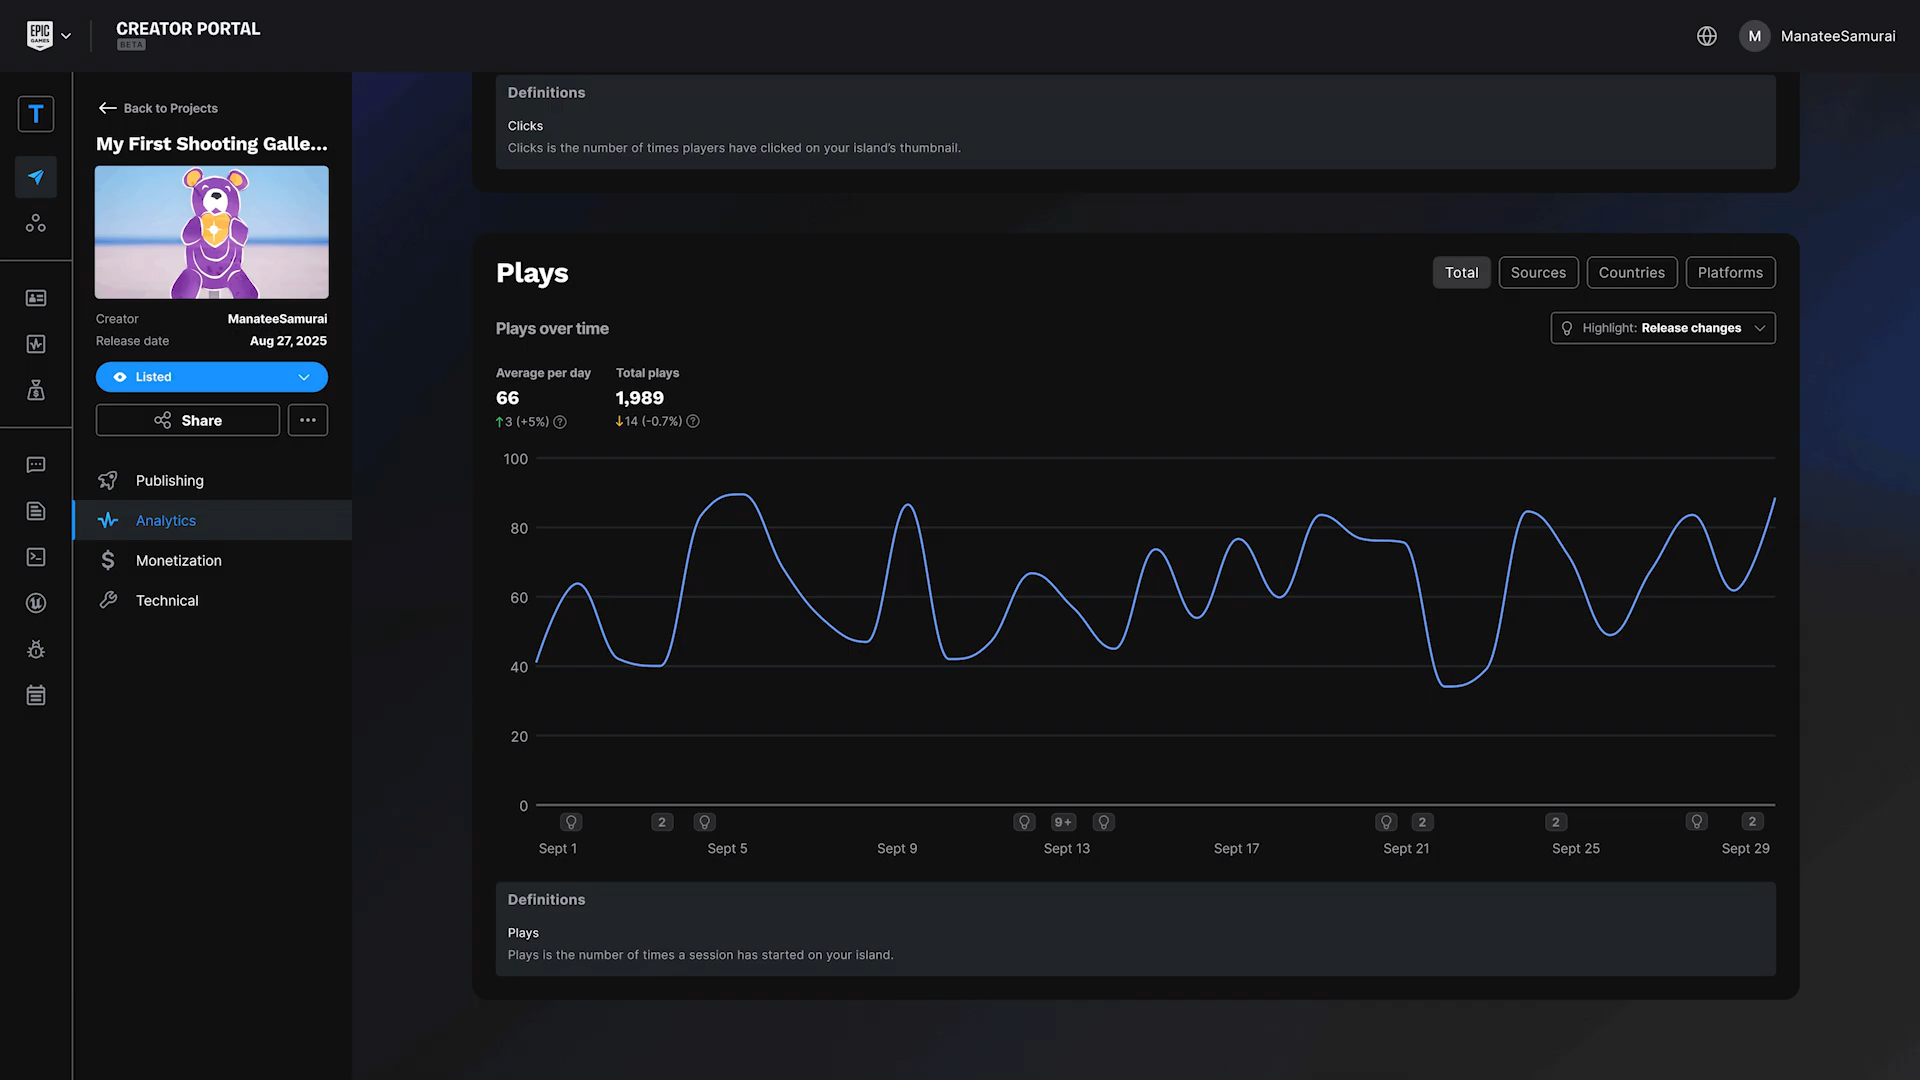 EPIC
GAMES
CREATOR PORTAL
BETA
M
ManateeSamurai
T
Back to Projects
My First Shooting Galle...
Creator
ManateeSamurai
Release date
Aug 27, 2025
Listed
Share
Publishing
Analytics
Monetization
Technical
Definitions
Clicks
Clicks is the number of times players have clicked on your island's thumbnail.
Plays
Total
Sources
Countries
Platforms
Plays over time
Highlight: Release changes
Average per day
Total plays
66
1,989
↑3 (+5%) ?
↓14 (-0.7%) ?
100
80
60
40
20
0
2
9+
2
2
2
Sept 1
Sept 5
Sept 9
Sept 13
Sept 17
Sept 21
Sept 25
Sept 29
Definitions
Plays
Plays is the number of times a session has started on your island.